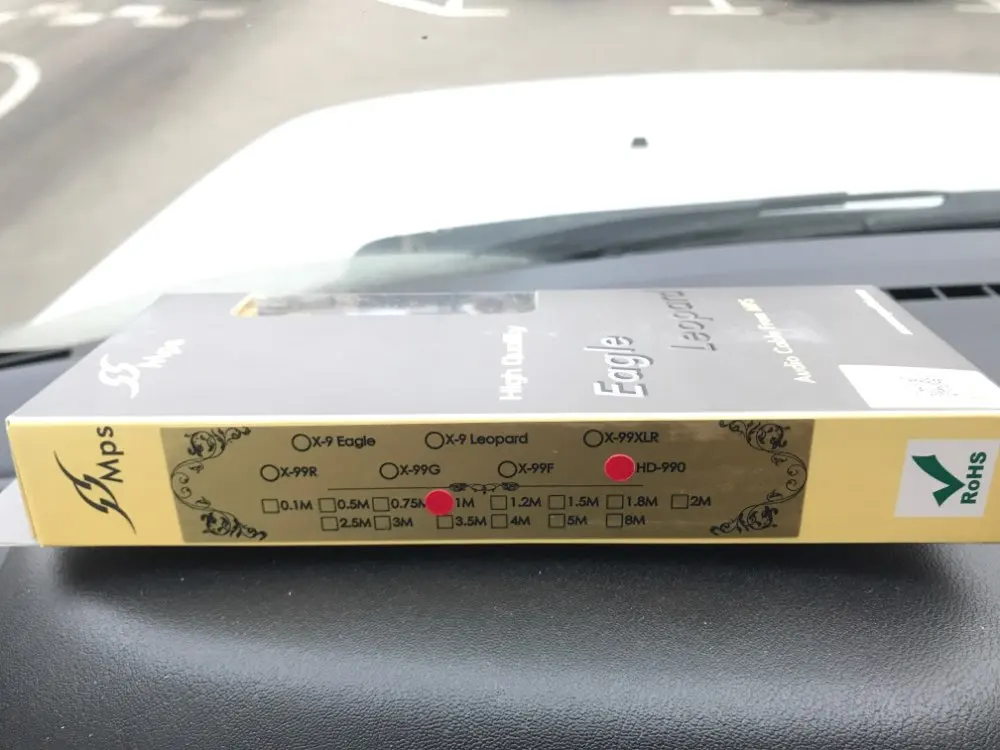 Mps
High Quality
Eagle
Leopard
Audio Cable From MPS
Mps
X-9 Eagle X-9 Leopard X-99XLR
X-99R X-99G X-99F HD-990
0.1M 0.5M 0.75M 1M 1.2M 1.5M 1.8M 2M
2.5M 3M 3.5M 4M 5M 8M
RoHS